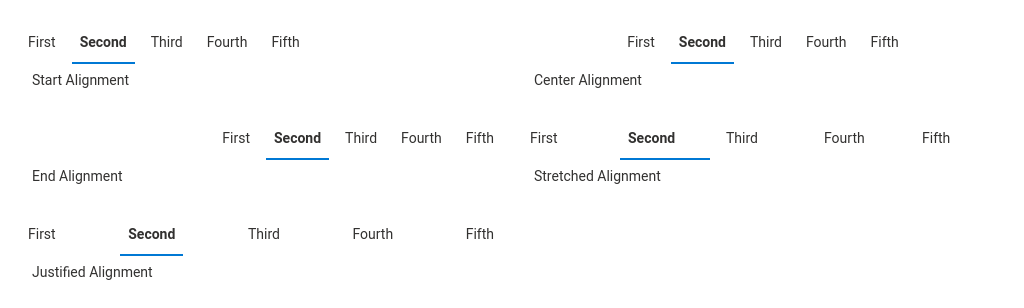 First Second Third Fourth Fifth
Start Alignment
First Second Third Fourth Fifth
Center Alignment
First Second Third Fourth Fifth
End Alignment
First Second Third Fourth Fifth
Stretched Alignment
First Second Third Fourth Fifth
Justified Alignment